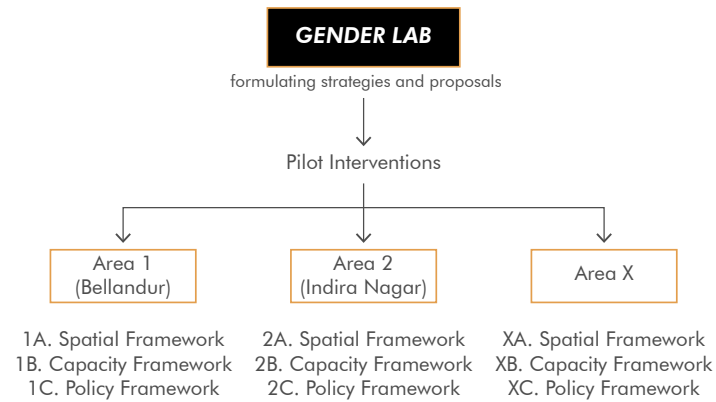 GENDER LAB
formulating strategies and proposals
Pilot Interventions
Area 1
(Bellandur)
1A. Spatial Framework
1B. Capacity Framework
1C. Policy Framework
Area 2
(Indira Nagar)
2A. Spatial Framework
2B. Capacity Framework
2C. Policy Framework
Area X
XA. Spatial Framework
XB. Capacity Framework
XC. Policy Framework